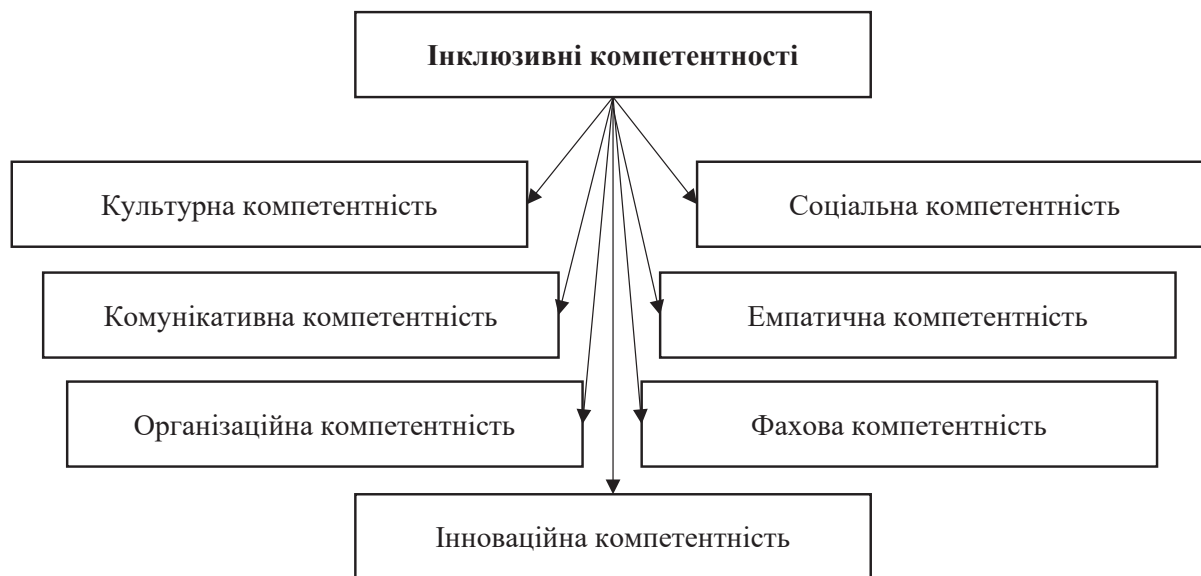 Інклюзивні компетентності
Культурна компетентність
Соціальна компетентність
Комунікативна компетентність
Емпатична компетентність
Організаційна компетентність
Фахова компетентність
Інноваційна компетентність